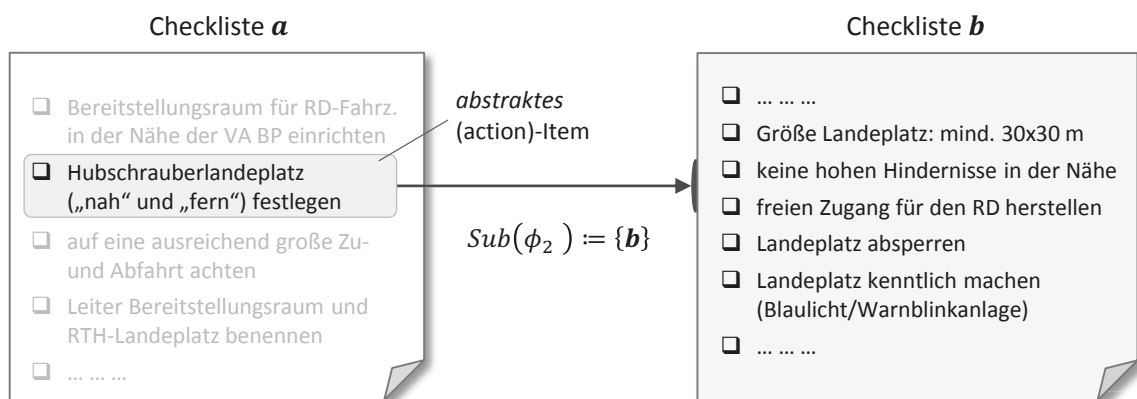 Checkliste a
☐ Bereitstellungsraum für RD-Fahrz.
in der Nähe der VA BP einrichten
☐ Hubschrauberlandeplatz
(„nah“ und „fern“) festlegen
☐ auf eine ausreichend große Zu-
und Abfahrt achten
☐ Leiter Bereitstellungsraum und
RTH-Landeplatz benennen
☐ ... ... ...
abstraktes
(action)-Item
Sub(ϕ₂) ≔ {b}
Checkliste b
☐ ... ... ...
☐ Größe Landeplatz: mind. 30x30 m
☐ keine hohen Hindernisse in der Nähe
☐ freien Zugang für den RD herstellen
☐ Landeplatz absperren
☐ Landeplatz kenntlich machen
(Blaulicht/Warnblinkanlage)
☐ ... ... ...